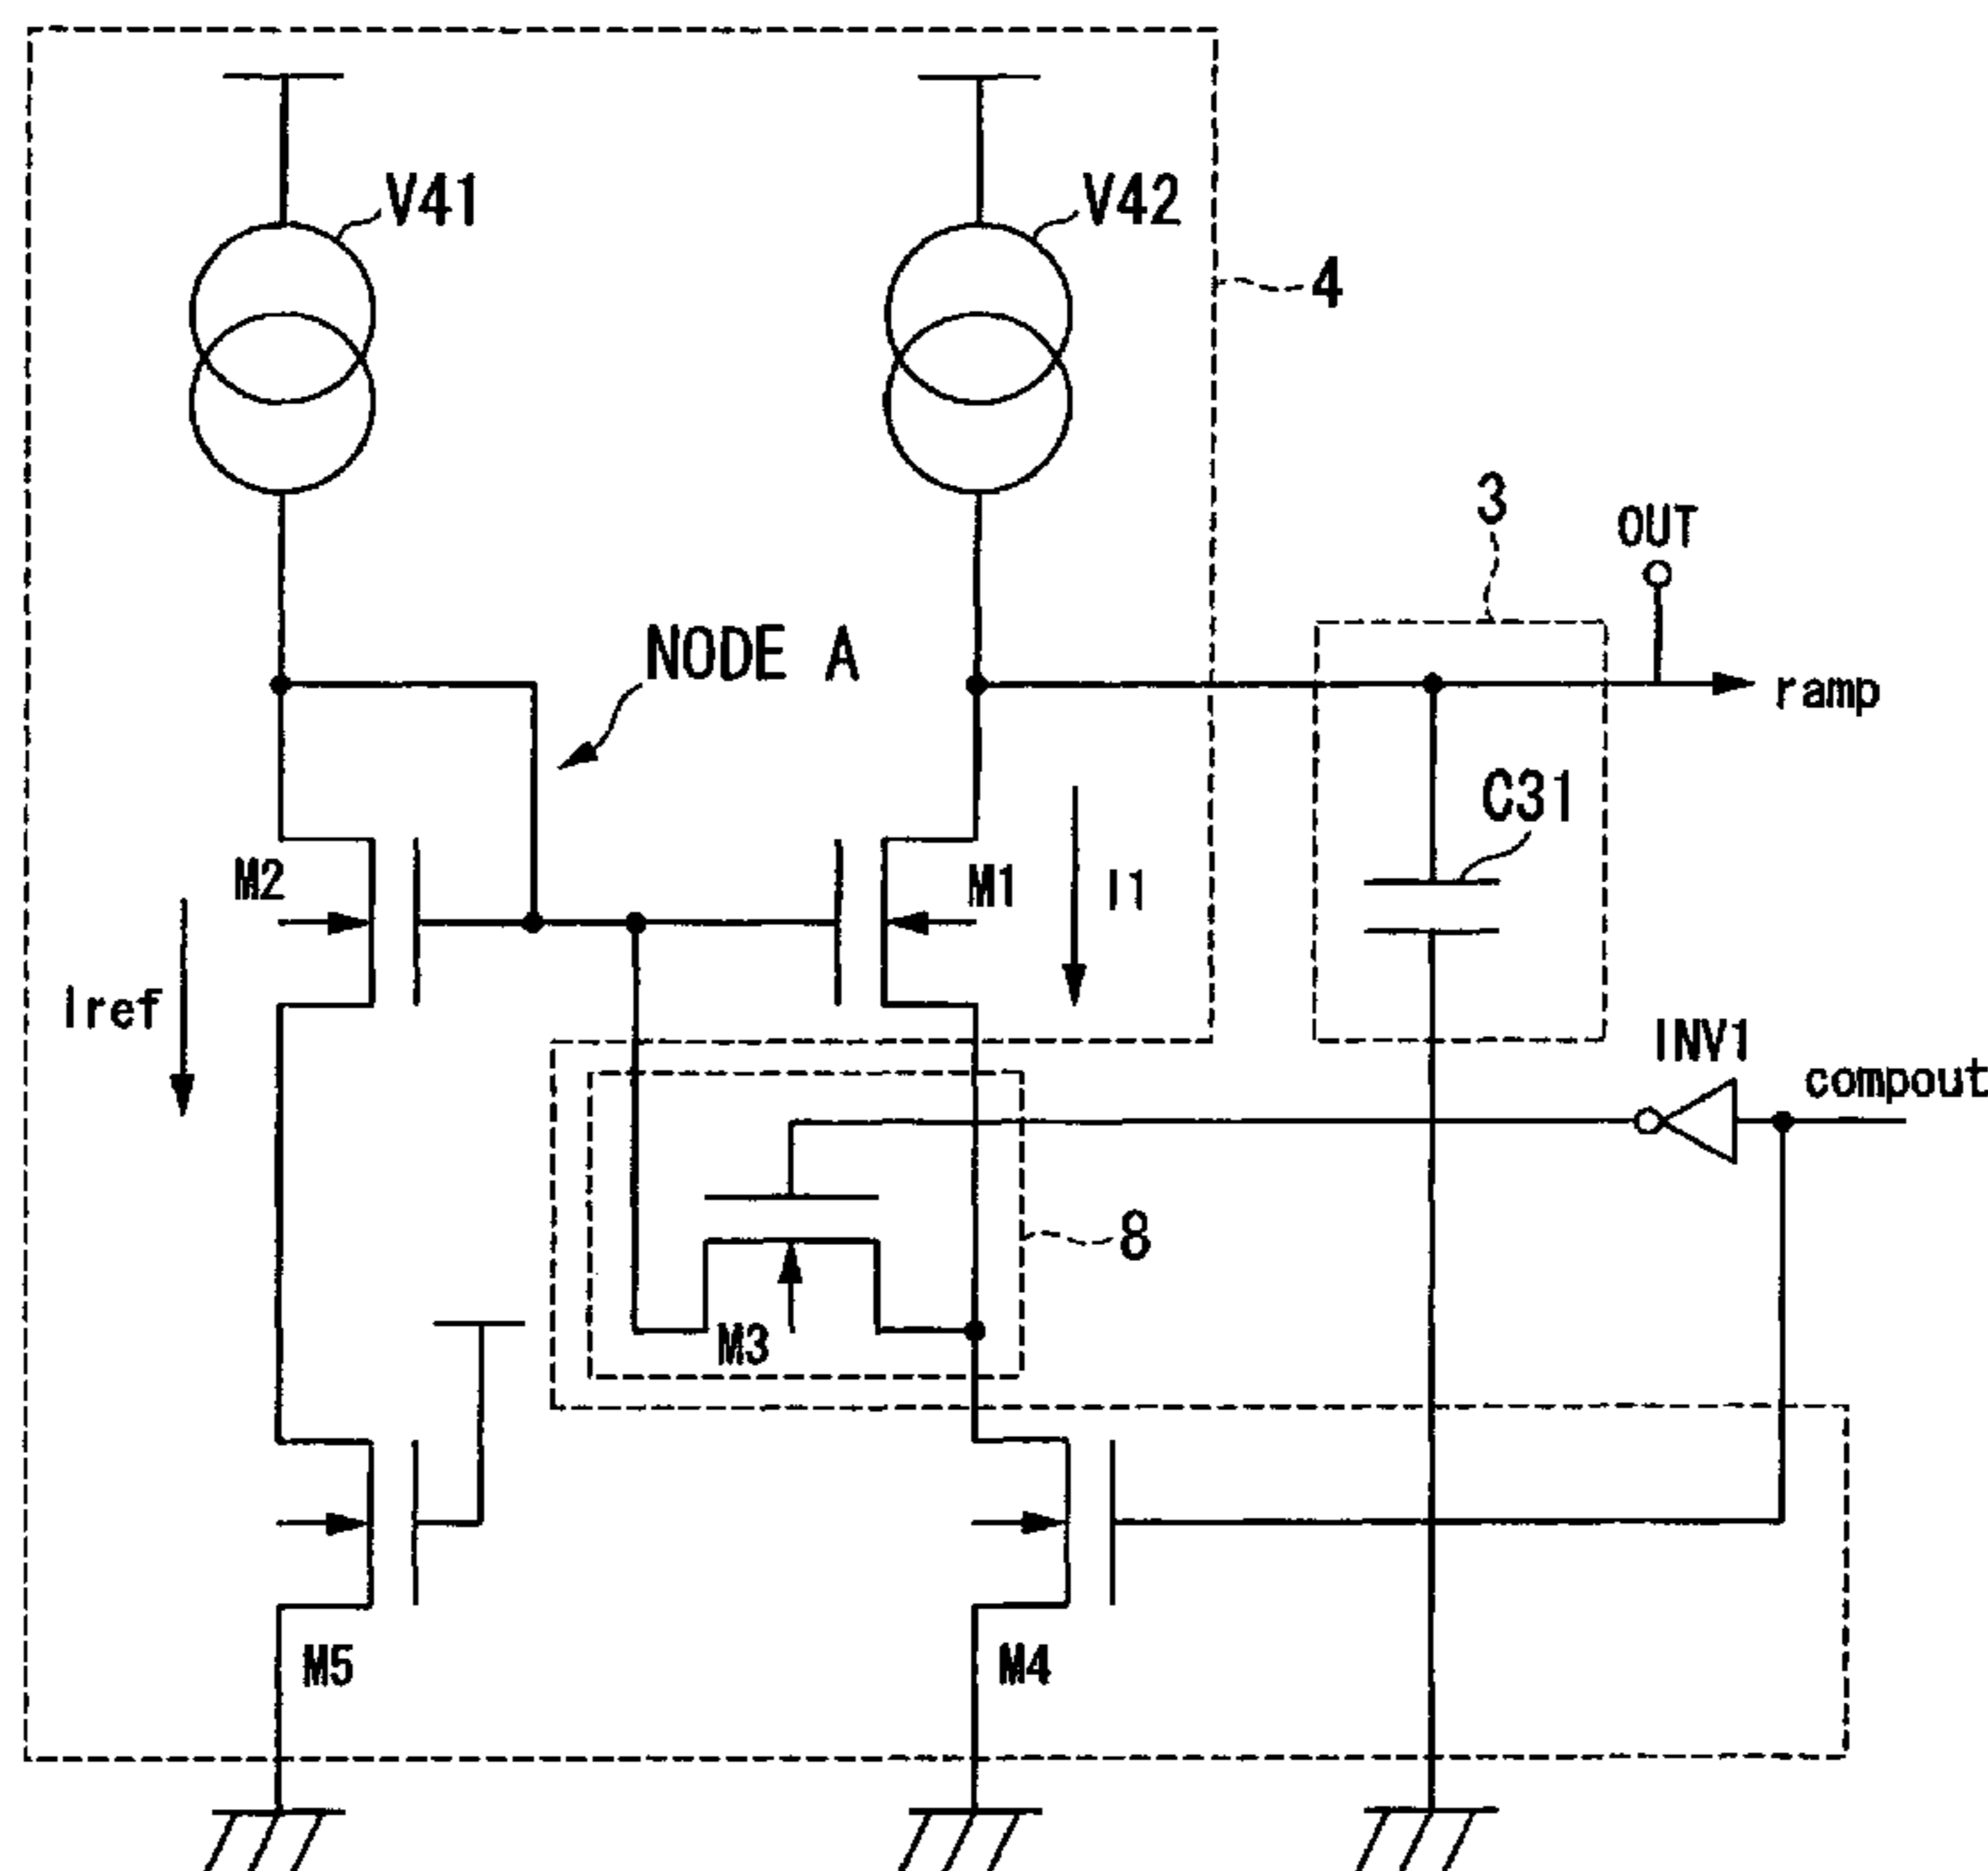 V41
V42
4
3
OUT
NODE A
ramp
C31
M2
M1
I1
Iref
INV1
compout
8
M3
M5
M4